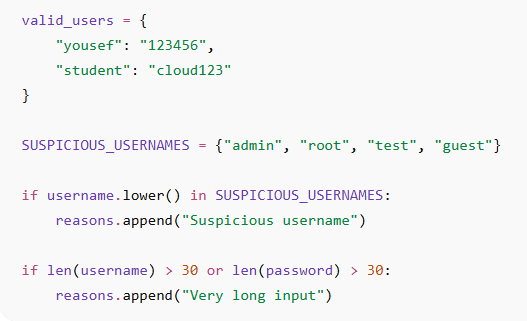 valid_users = {
    "yousef": "123456",
    "student": "cloud123"
}

SUSPICIOUS_USERNAMES = {"admin", "root", "test", "guest"}

if username.lower() in SUSPICIOUS_USERNAMES:
    reasons.append("Suspicious username")

if len(username) > 30 or len(password) > 30:
    reasons.append("Very long input")